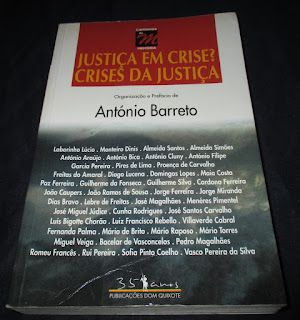 JUSTIÇA EM CRISE?
CRISES DA JUSTIÇA
Organização e Prefácio de
António Barreto
Laborinho Lúcio . Monteiro Dinis . Almeida Santos . Almeida Simões
António Araújo . António Bica . António Cluny . António Filipe
Garcia Pereira . Pires de Lima . Proença de Carvalho
Freitas do Amaral . Diogo Lucena . Domingos Lopes . Maia Costa
Paz Ferreira . Guilherme da Fonseca . Guilherme Silva . Cardona Ferreira
João Caupers . João Ramos de Sousa . Jorge Ferreira . Jorge Miranda
Dias Bravo . Lebre de Freitas . José Magalhães . Menéres Pimentel
José Miguel Júdice . Cunha Rodrigues . José Santos Carvalho
Luís Bigotte Chorão . Luiz Francisco Rebello . Villaverde Cabral
Fernanda Palma . Mário de Brito . Mário Raposo . Mário Torres
Miguel Veiga . Bacelar de Vasconcelos . Pedro Magalhães
Romeu Francês . Rui Pereira . Sofia Pinto Coelho . Vasco Pereira da Silva
35 anos
PUBLICAÇÕES DOM QUIXOTE